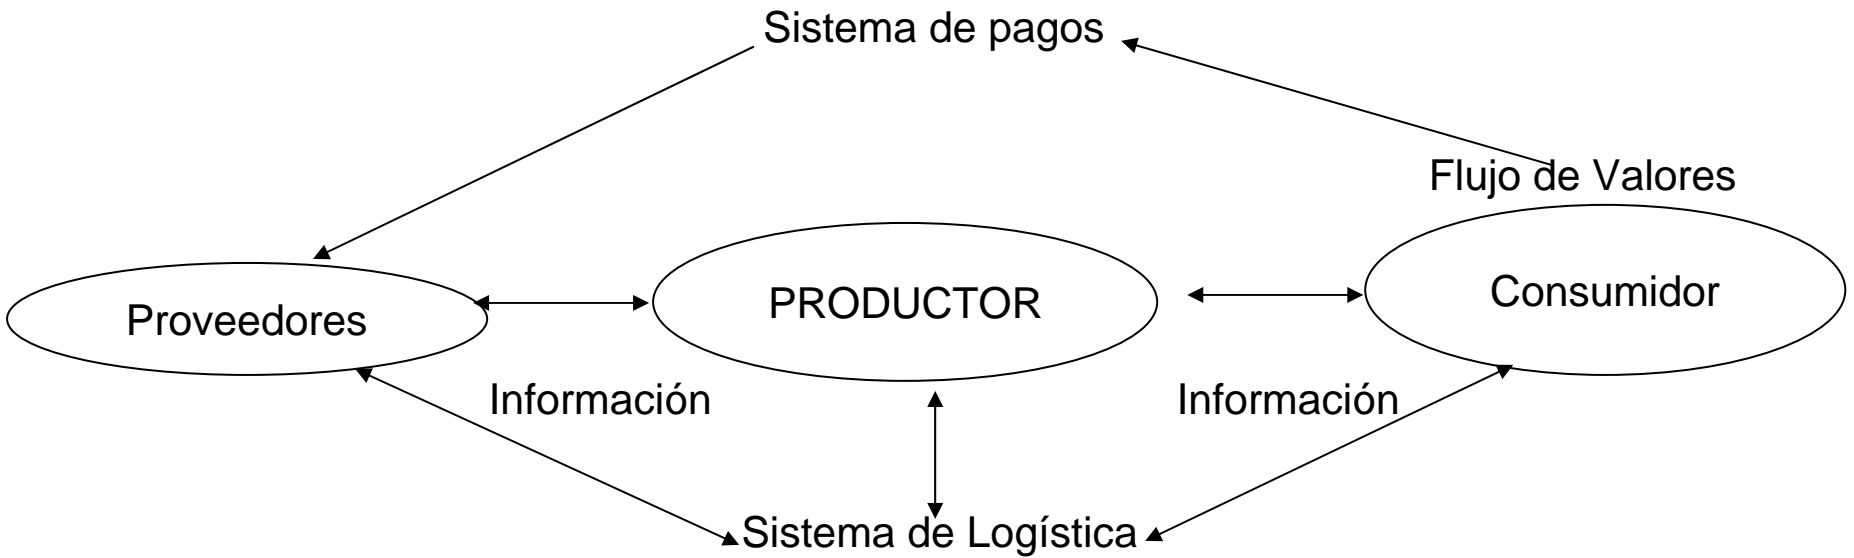 Sistema de pagos
Flujo de Valores
Proveedores
PRODUCTOR
Consumidor
Información
Información
Sistema de Logística